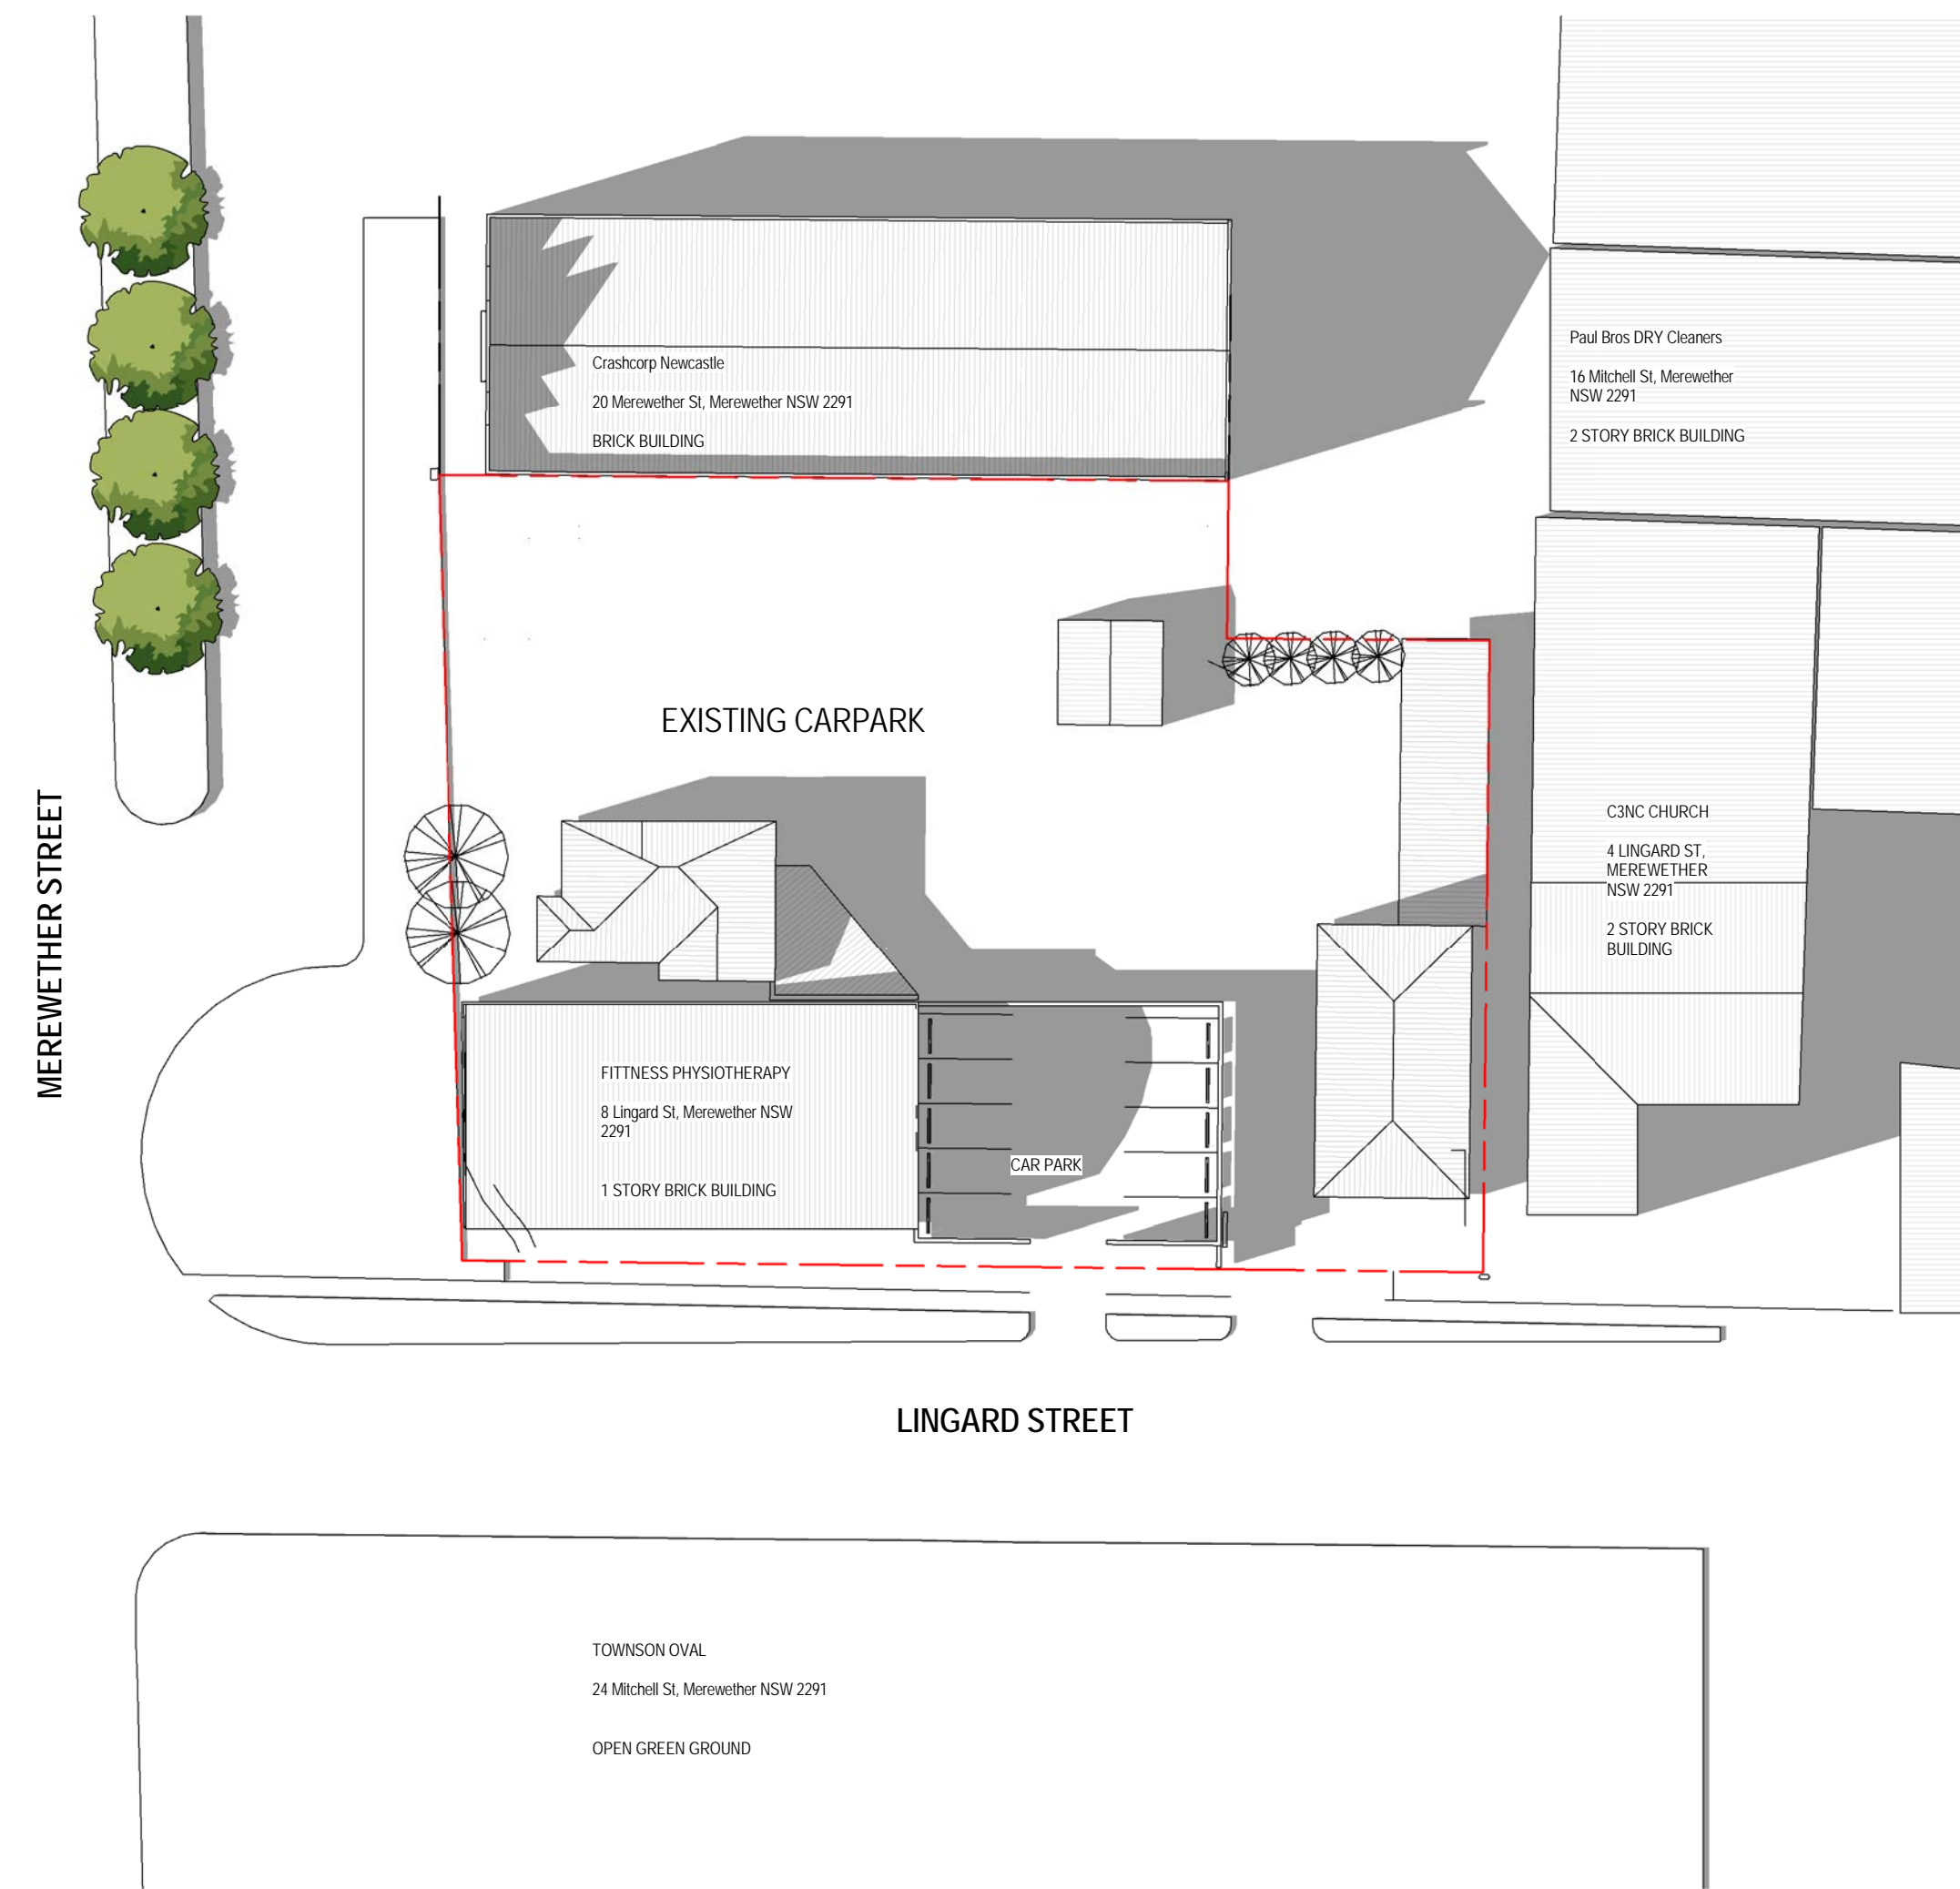 Crashcorp Newcastle
20 Merewether St, Merewether NSW 2291
BRICK BUILDING
Paul Bros DRY Cleaners
16 Mitchell St, Merewether
NSW 2291
2 STORY BRICK BUILDING
EXISTING CARPARK
MEREWETHER STREET
C3NC CHURCH
4 LINGARD ST,
MEREWETHER
NSW 2291
2 STORY BRICK
BUILDING
FITTNESS PHYSIOTHERAPY
8 Lingard St, Merewether NSW
2291
1 STORY BRICK BUILDING
CAR PARK
LINGARD STREET
TOWNSON OVAL
24 Mitchell St, Merewether NSW 2291
OPEN GREEN GROUND